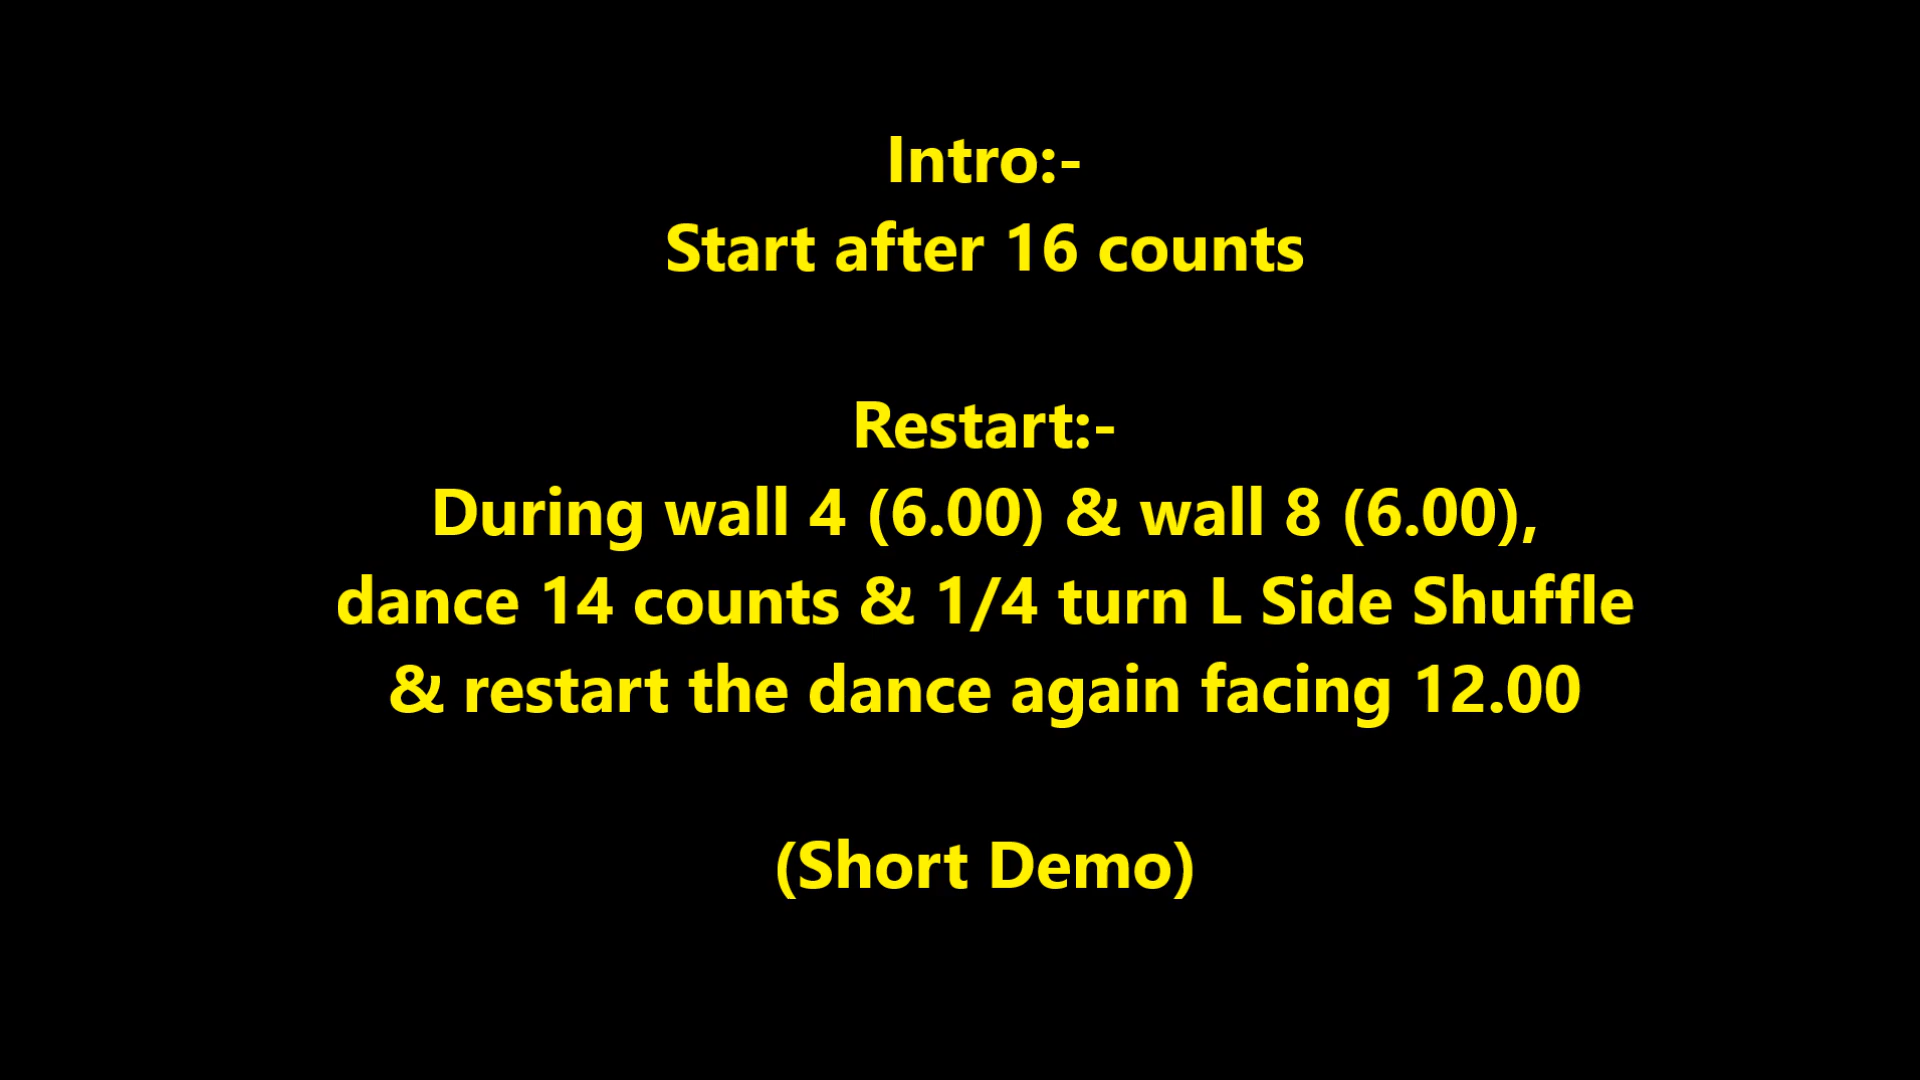 Intro:-
Start after 16 counts
Restart:-
During wall 4 (6.00) & wall 8 (6.00),
dance 14 counts & 1/4 turn L Side Shuffle
& restart the dance again facing 12.00
(Short Demo)